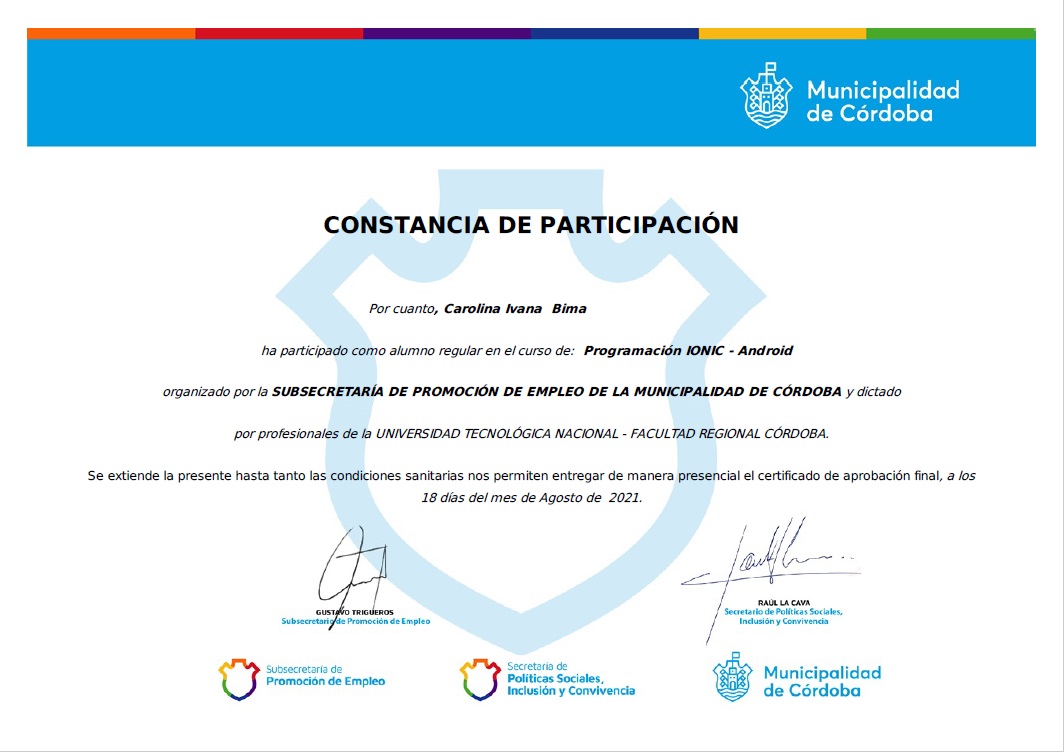 Municipalidad
de Córdoba
CONSTANCIA DE PARTICIPACIÓN
Por cuanto, Carolina Ivana Bima
ha participado como alumno regular en el curso de: Programación IONIC - Android
organizado por la SUBSECRETARÍA DE PROMOCIÓN DE EMPLEO DE LA MUNICIPALIDAD DE CÓRDOBA y dictado
por profesionales de la UNIVERSIDAD TECNOLÓGICA NACIONAL - FACULTAD REGIONAL CÓRDOBA.
Se extiende la presente hasta tanto las condiciones sanitarias nos permiten entregar de manera presencial el certificado de aprobación final, a los
18 días del mes de Agosto de 2021.
GUSTAVO TRIGUEROS
Subsecretario de Promoción de Empleo
RAÚL LA CAVA
Secretario de Políticas Sociales,
Inclusión y Convivencia
Subsecretaría de
Promoción de Empleo
Secretaría de
Políticas Sociales,
Inclusión y Convivencia
Municipalidad
de Córdoba